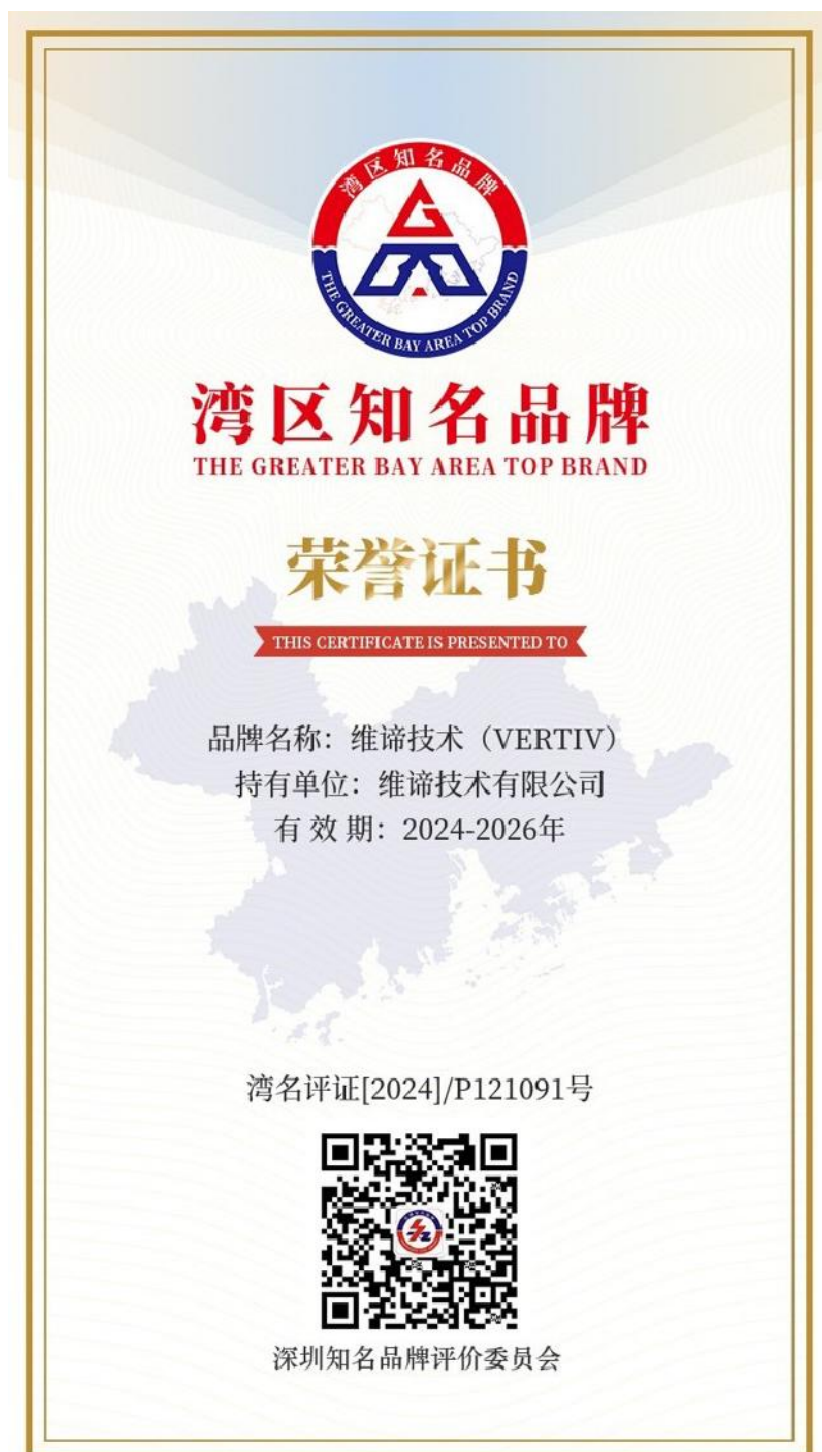 湾区知名品牌
THE GREATER BAY AREA TOP BRAND
湾区知名品牌
THE GREATER BAY AREA TOP BRAND
荣誉证书
THIS CERTIFICATE IS PRESENTED TO
品牌名称：维谛技术（VERTIV）
持有单位：维谛技术有限公司
有 效 期：2024-2026年
湾名评证[2024]/P121091号
深圳知名品牌评价委员会